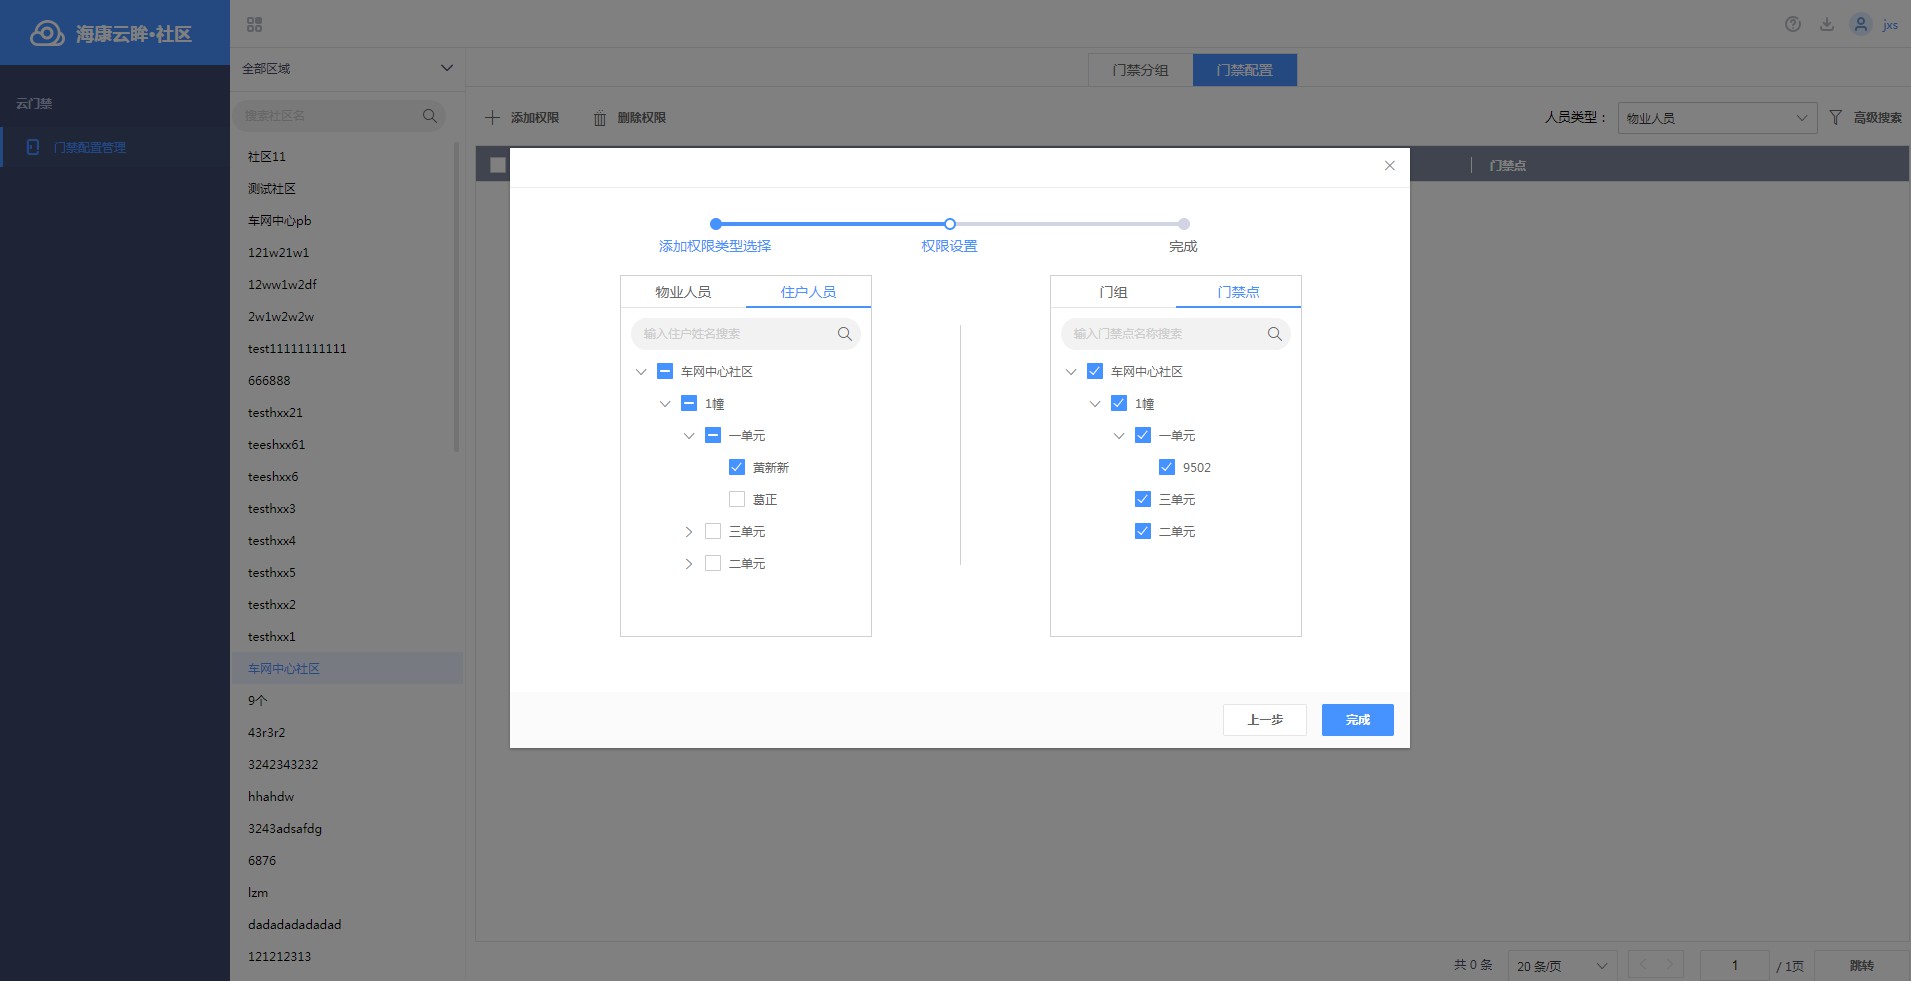 海康云眸•社区
jxs
云门禁
门禁配置管理
全部区域
搜索社区名
社区11
测试社区
车网中心pb
121w21w1
12ww1w2df
2w1w2w2w
test11111111111
666888
testhxx21
teeshxx61
teeshxx6
testhxx3
testhxx4
testhxx5
testhxx2
testhxx1
车网中心社区
9个
43r3r2
3242343232
hhahdw
3243adsafdg
6876
lzm
dadadadadadad
121212313
门禁分组 门禁配置
添加权限 删除权限
人员类型： 物业人员 高级搜索
门禁点
添加权限类型选择 权限设置 完成
物业人员 住户人员
输入住户姓名搜索
车网中心社区
1幢
一单元
黄新新
葛正
三单元
二单元
门组 门禁点
输入门禁点名称搜索
车网中心社区
1幢
一单元
9502
三单元
二单元
上一步 完成
共 0 条 20 条/页 1 / 1页 跳转